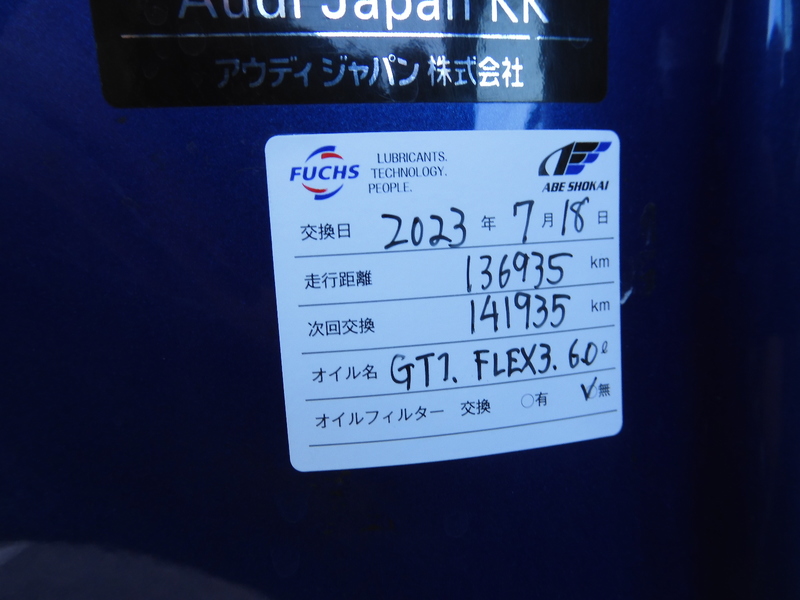 Audi Japan KK
アウディ ジャパン 株式会社
FUCHS
LUBRICANTS.
TECHNOLOGY.
PEOPLE.
ABE SHOKAI
交換日 2023 年 7 月 18 日
走行距離 136935 km
次回交換 141935 km
オイル名 GT1. FLEX3. 6.0ℓ
オイルフィルター 交換 ○有 ○無